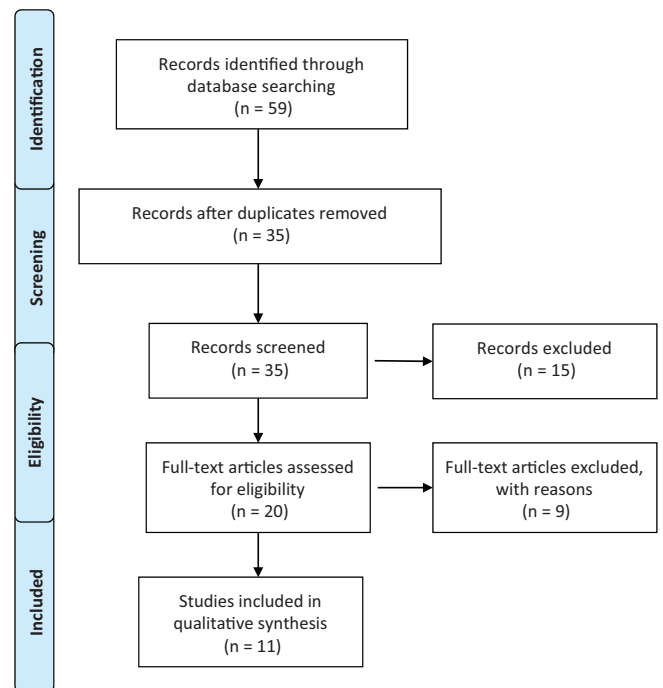 Identification
Records identified through
database searching
(n = 59)
Screening
Records after duplicates removed
(n = 35)
Records screened
(n = 35)
Records excluded
(n = 15)
Eligibility
Full-text articles assessed
for eligibility
(n = 20)
Full-text articles excluded,
with reasons
(n = 9)
Included
Studies included in
qualitative synthesis
(n = 11)